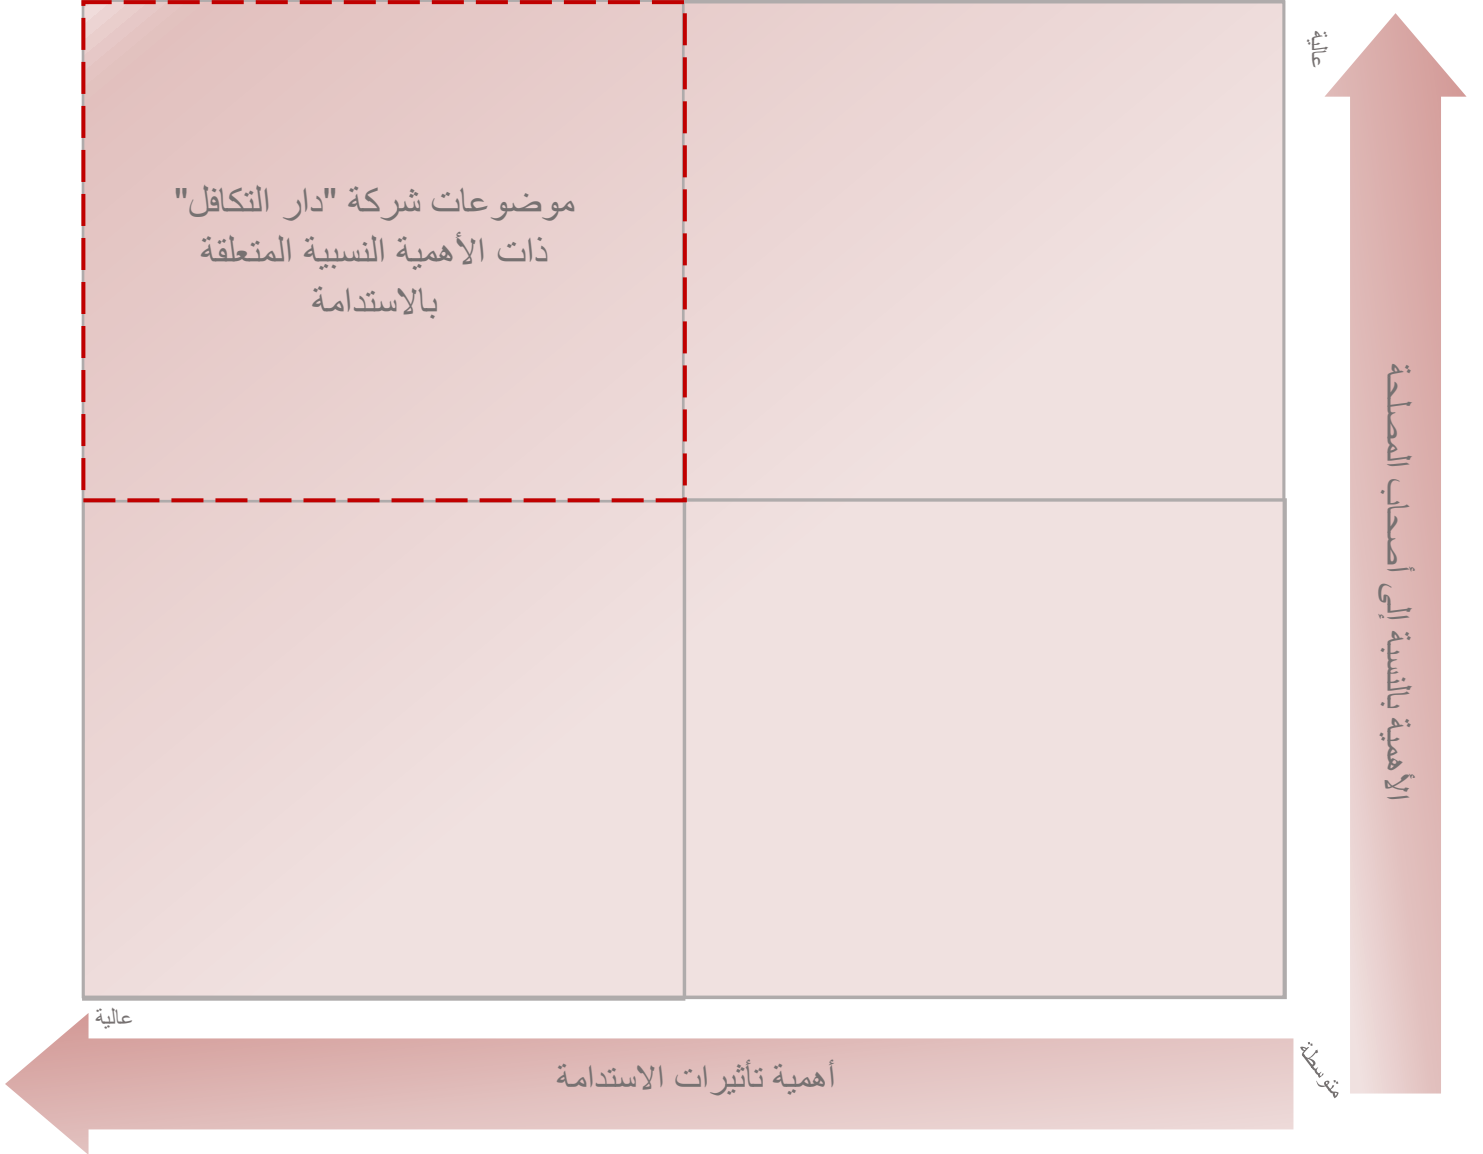 عالية
موضوعات شركة "دار التكافل"
ذات الأهمية النسبية المتعلقة
بالاستدامة
الأهمية بالنسبة إلى أصحاب المصلحة
عالية
متوسطة
أهمية تأثيرات الاستدامة